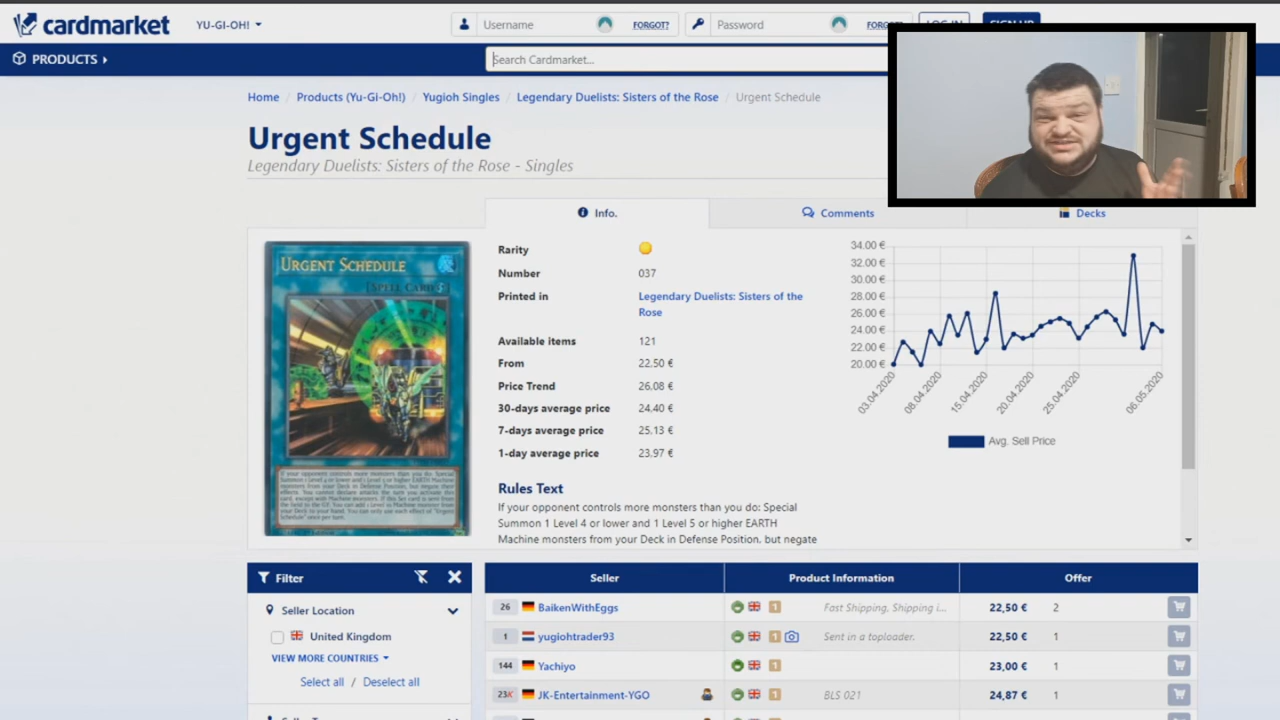 cardmarket
YU-GI-OH!
Username
FORGOT?
Password
PRODUCTS
Search Cardmarket...
Home / Products (Yu-Gi-Oh!) / Yugioh Singles / Legendary Duelists: Sisters of the Rose / Urgent Schedule
Urgent Schedule
Legendary Duelists: Sisters of the Rose - Singles
Info.
Comments
Decks
URGENT SCHEDULE
[SPELL CARD]
Rarity
Number 037
Printed in Legendary Duelists: Sisters of the
Rose
Available items 121
From 22.50 €
Price Trend 26.08 €
30-days average price 24.40 €
7-days average price 25.13 €
1-day average price 23.97 €
Rules Text
If your opponent controls more monsters than you do: Special
Summon 1 Level 4 or lower and 1 Level 5 or higher EARTH
Machine monsters from your Deck in Defense Position, but negate
34.00 €
32.00 €
30.00 €
28.00 €
26.00 €
24.00 €
22.00 €
20.00 €
03.04.2020
08.04.2020
15.04.2020
20.04.2020
25.04.2020
06.05.2020
Avg. Sell Price
Filter
Seller Location
United Kingdom
VIEW MORE COUNTRIES
Select all / Deselect all
Seller Product Information Offer
26 BaikenWithEggs 1 Fast Shipping, Shipping i... 22,50 € 2
1 yugiohtrader93 1 Sent in a toploader. 22,50 € 1
144 Yachiyo 1 23,00 € 1
23K JK-Entertainment-YGO 1 BLS 021 24,87 € 1